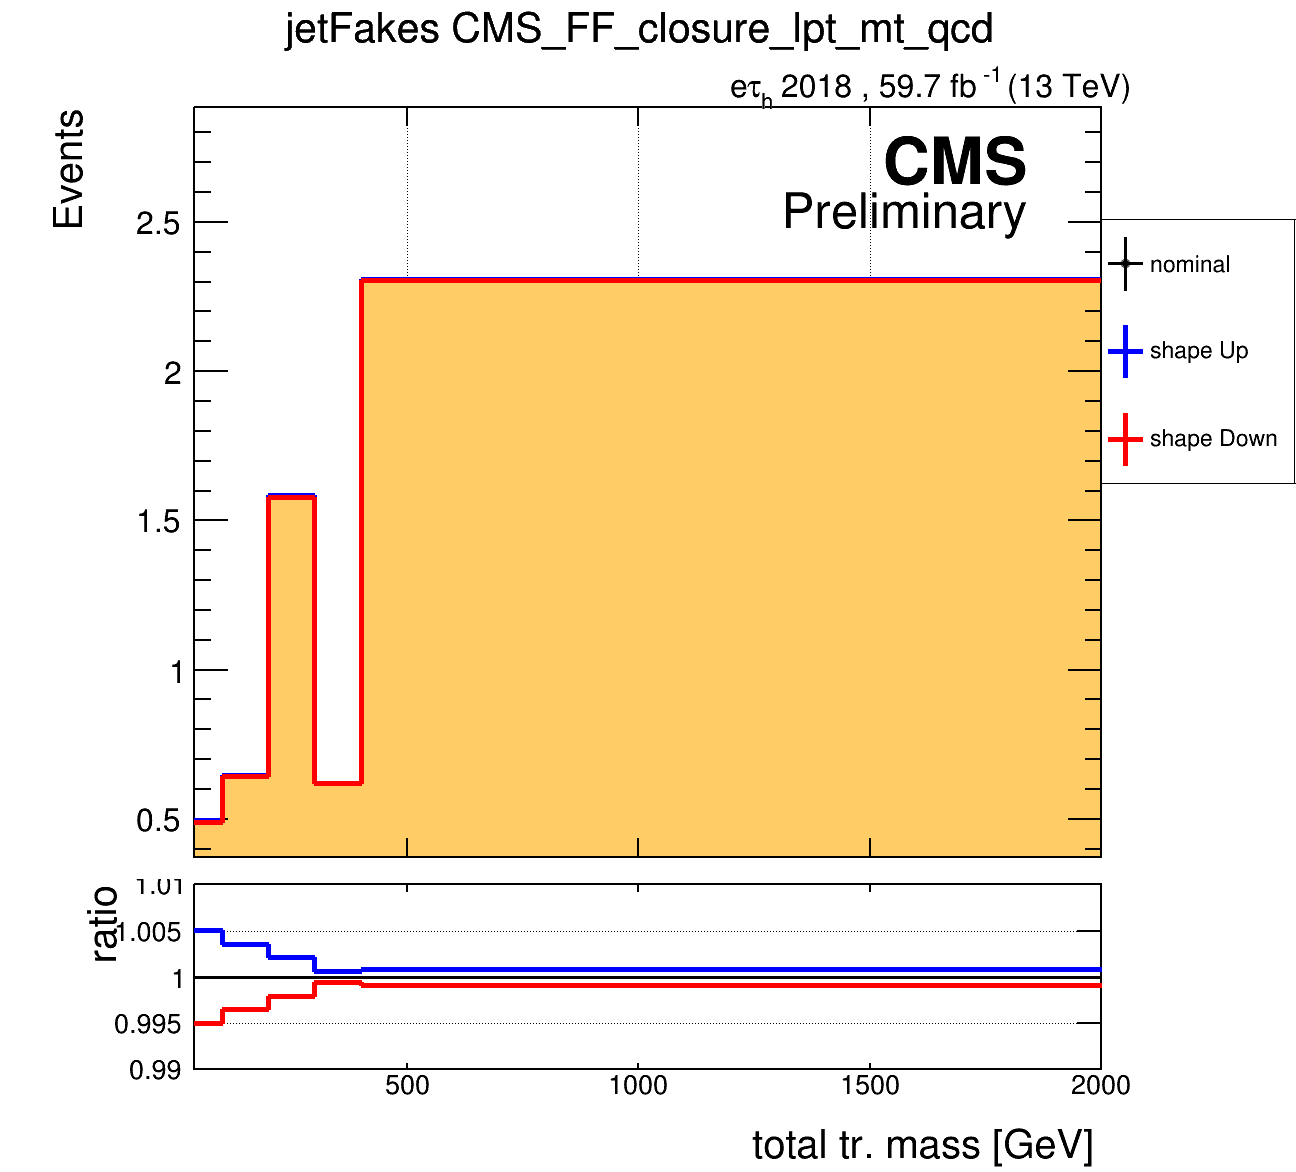 jetFakes CMS_FF_closure_lpt_mt_qcd
eτh 2018 , 59.7 fb-1 (13 TeV)
Events
CMS
Preliminary
2.5
2
1.5
1
0.5
nominal
shape Up
shape Down
ratio
1.01
1.005
1
0.995
0.99
500
1000
1500
2000
total tr. mass [GeV]